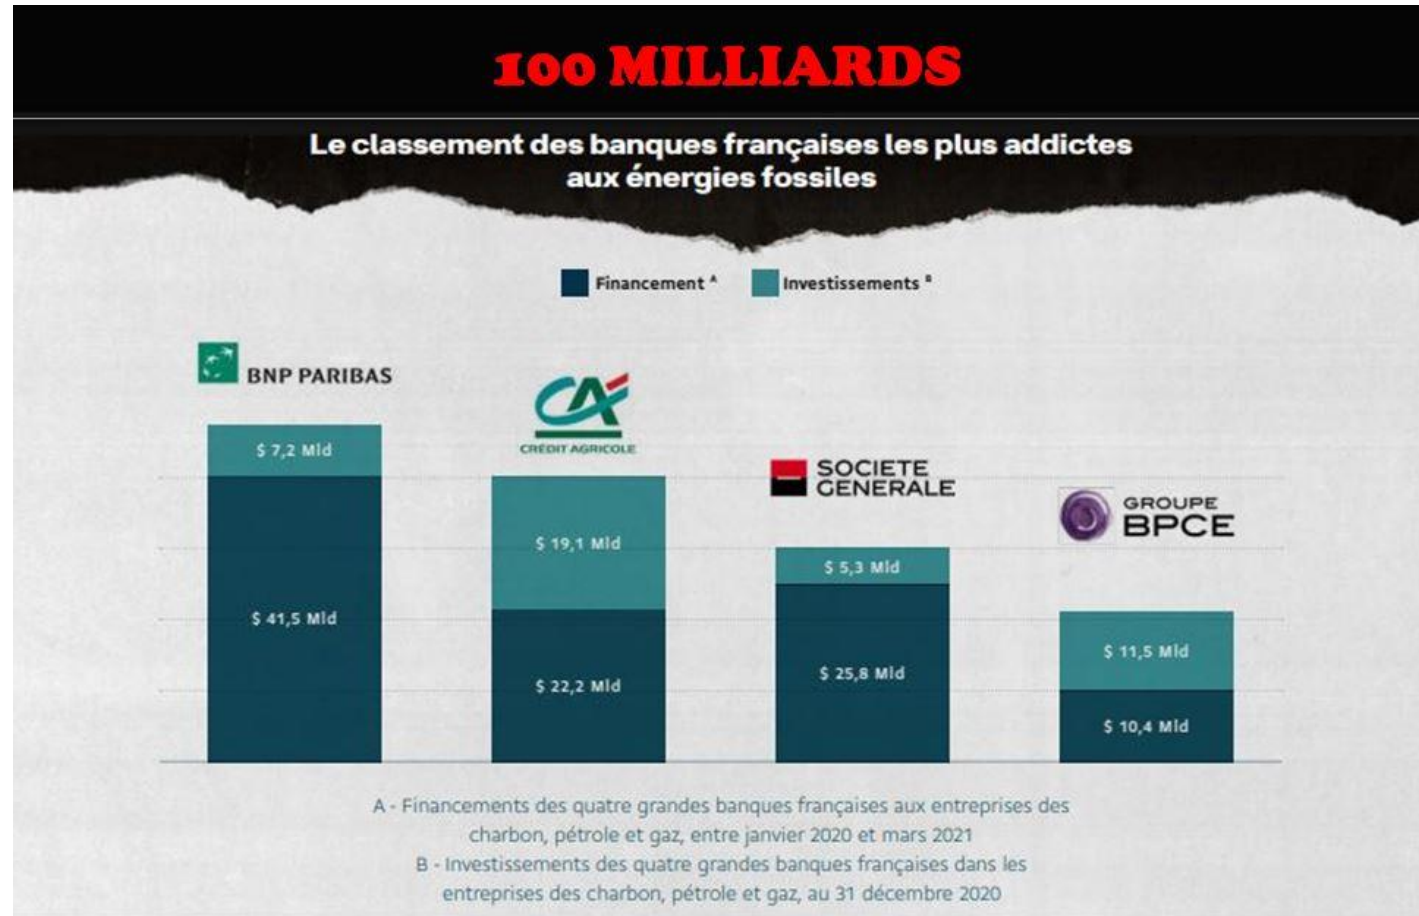 100 MILLIARDS
Le classement des banques françaises les plus addictes
aux énergies fossiles
Financement ᴬ
Investissements ᴮ
BNP PARIBAS
$ 7,2 Mld
$ 41,5 Mld
CA
CRÉDIT AGRICOLE
$ 19,1 Mld
$ 22,2 Mld
SOCIETE
GENERALE
$ 5,3 Mld
$ 25,8 Mld
GROUPE
BPCE
$ 11,5 Mld
$ 10,4 Mld
A - Financements des quatre grandes banques françaises aux entreprises des
charbon, pétrole et gaz, entre janvier 2020 et mars 2021
B - Investissements des quatre grandes banques françaises dans les
entreprises des charbon, pétrole et gaz, au 31 décembre 2020